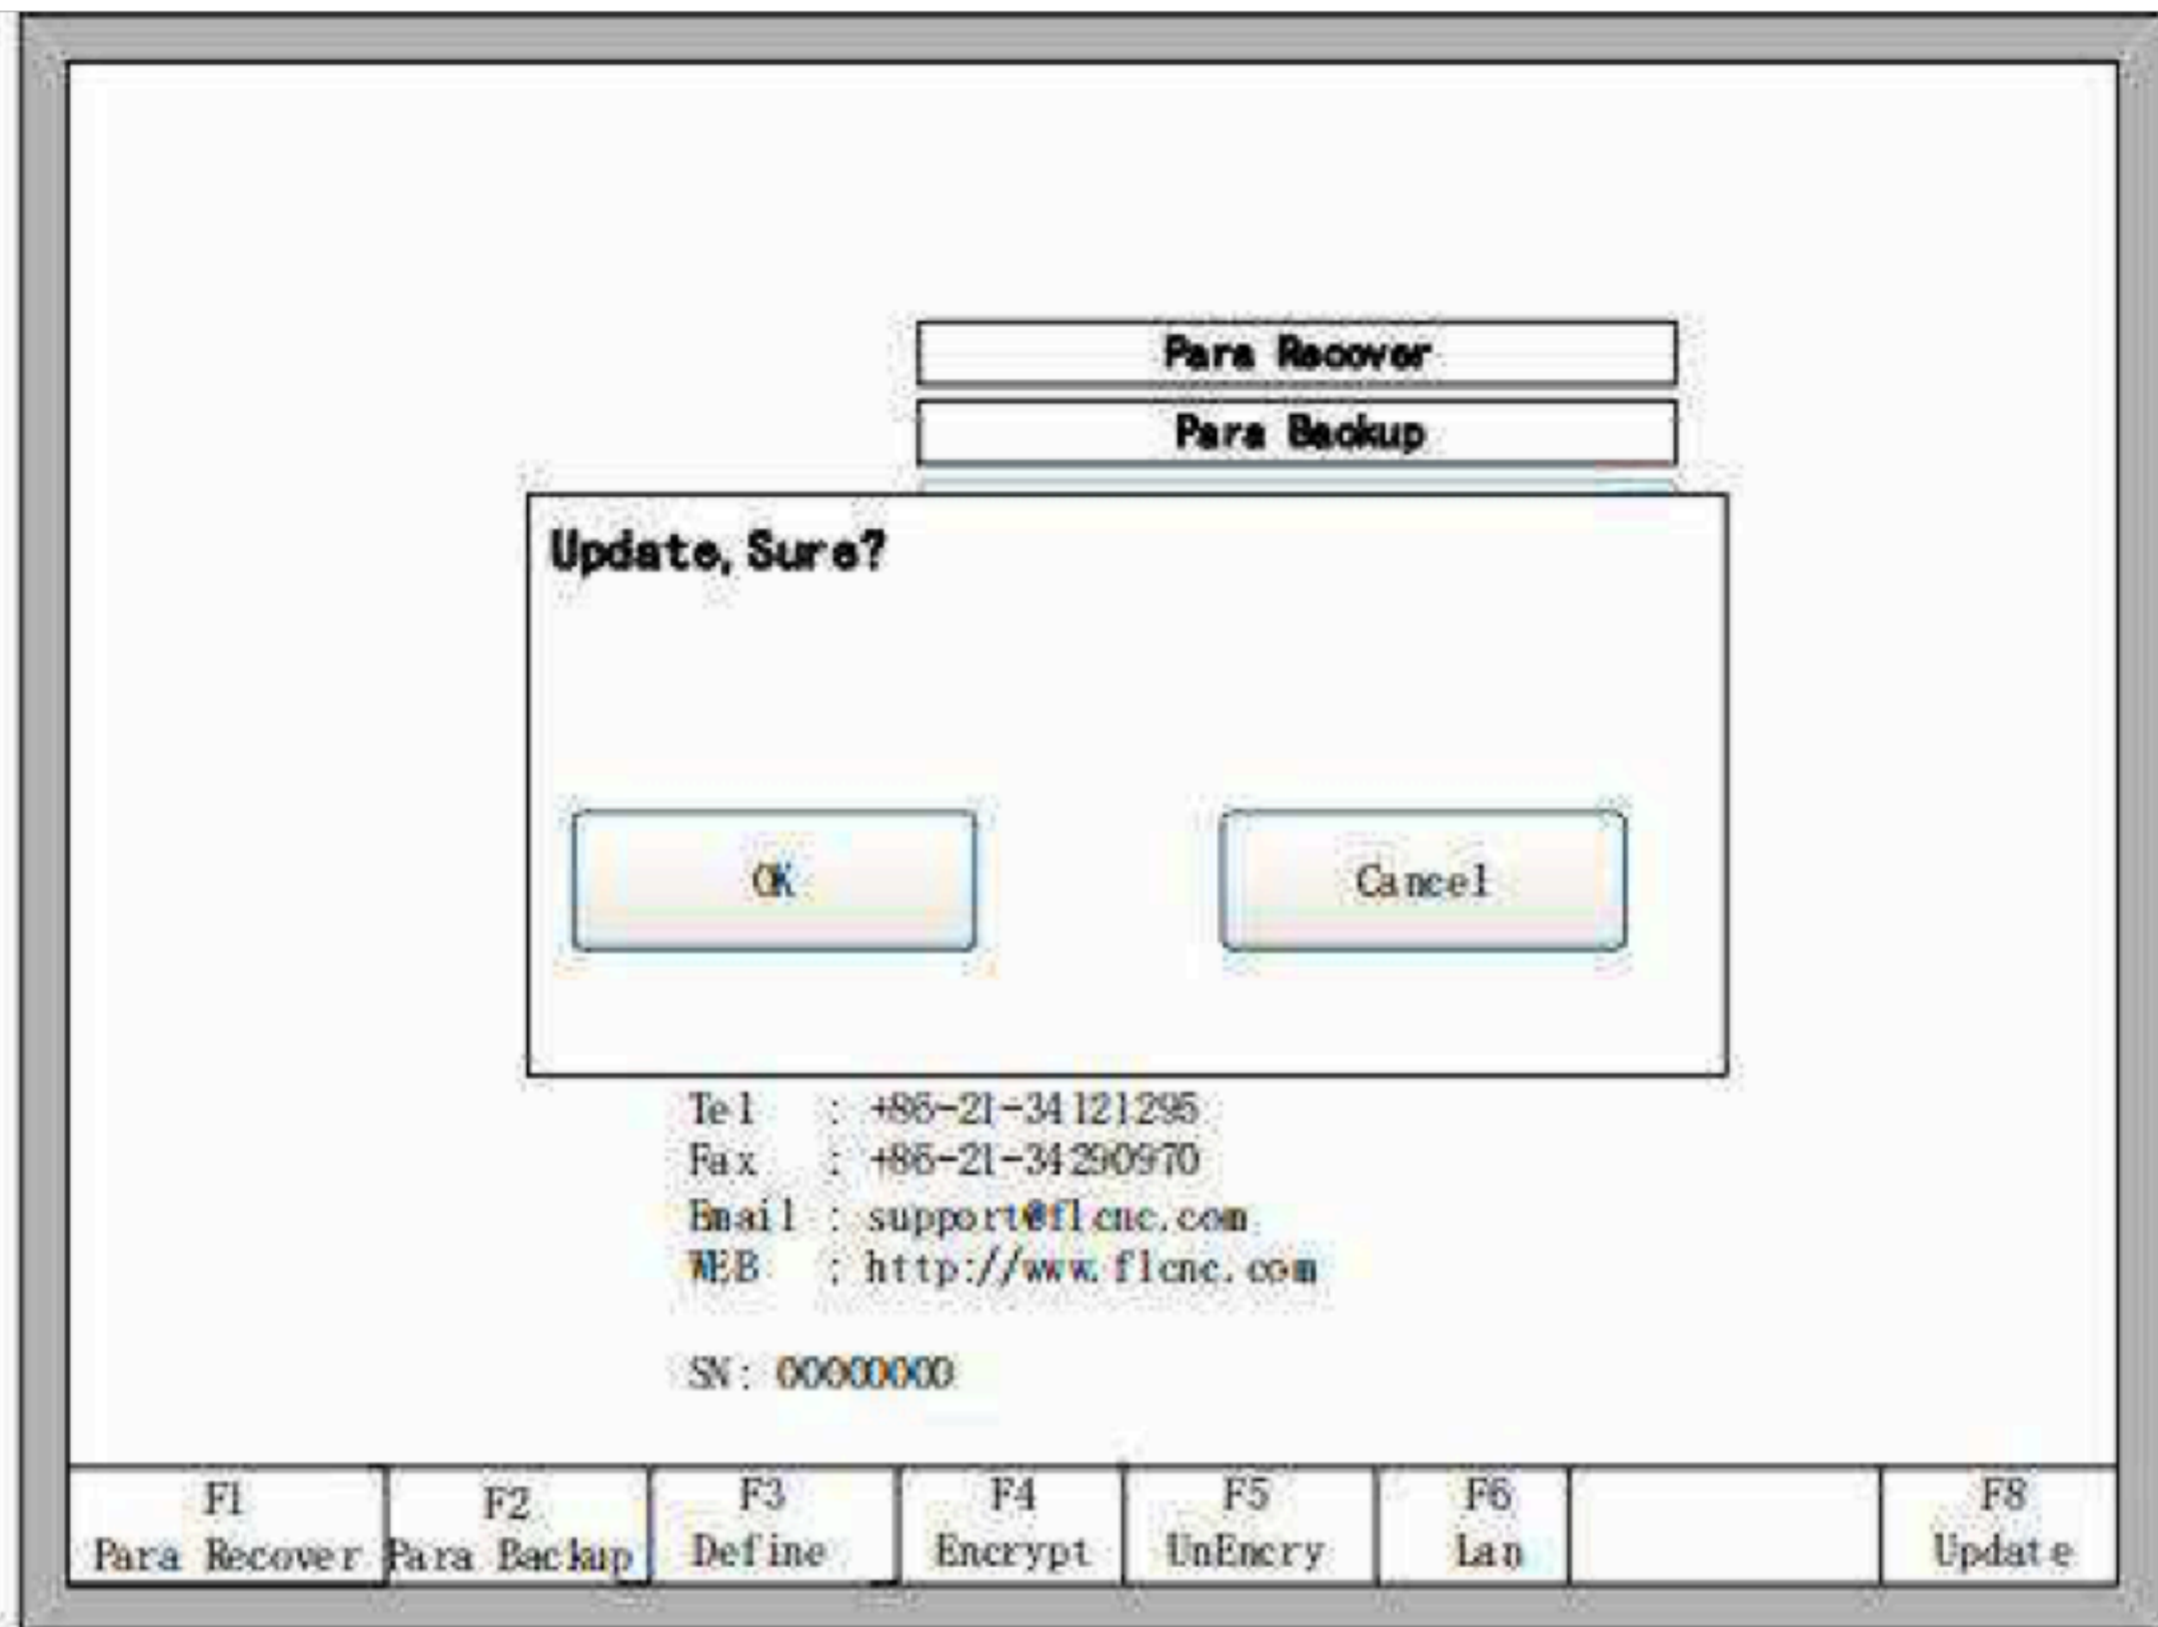 Para Recover
Para Backup
Update, Sure?
OK Cancel
Tel : +86-21-34121295
Fax : +86-21-34290970
Email : support@flcnc.com
WEB : http://www.flcnc.com
SN: 00000000
F1 F2 F3 F4 F5 F6 F8
Para Recover Para Backup Define Encrypt UnEncry Lan Update